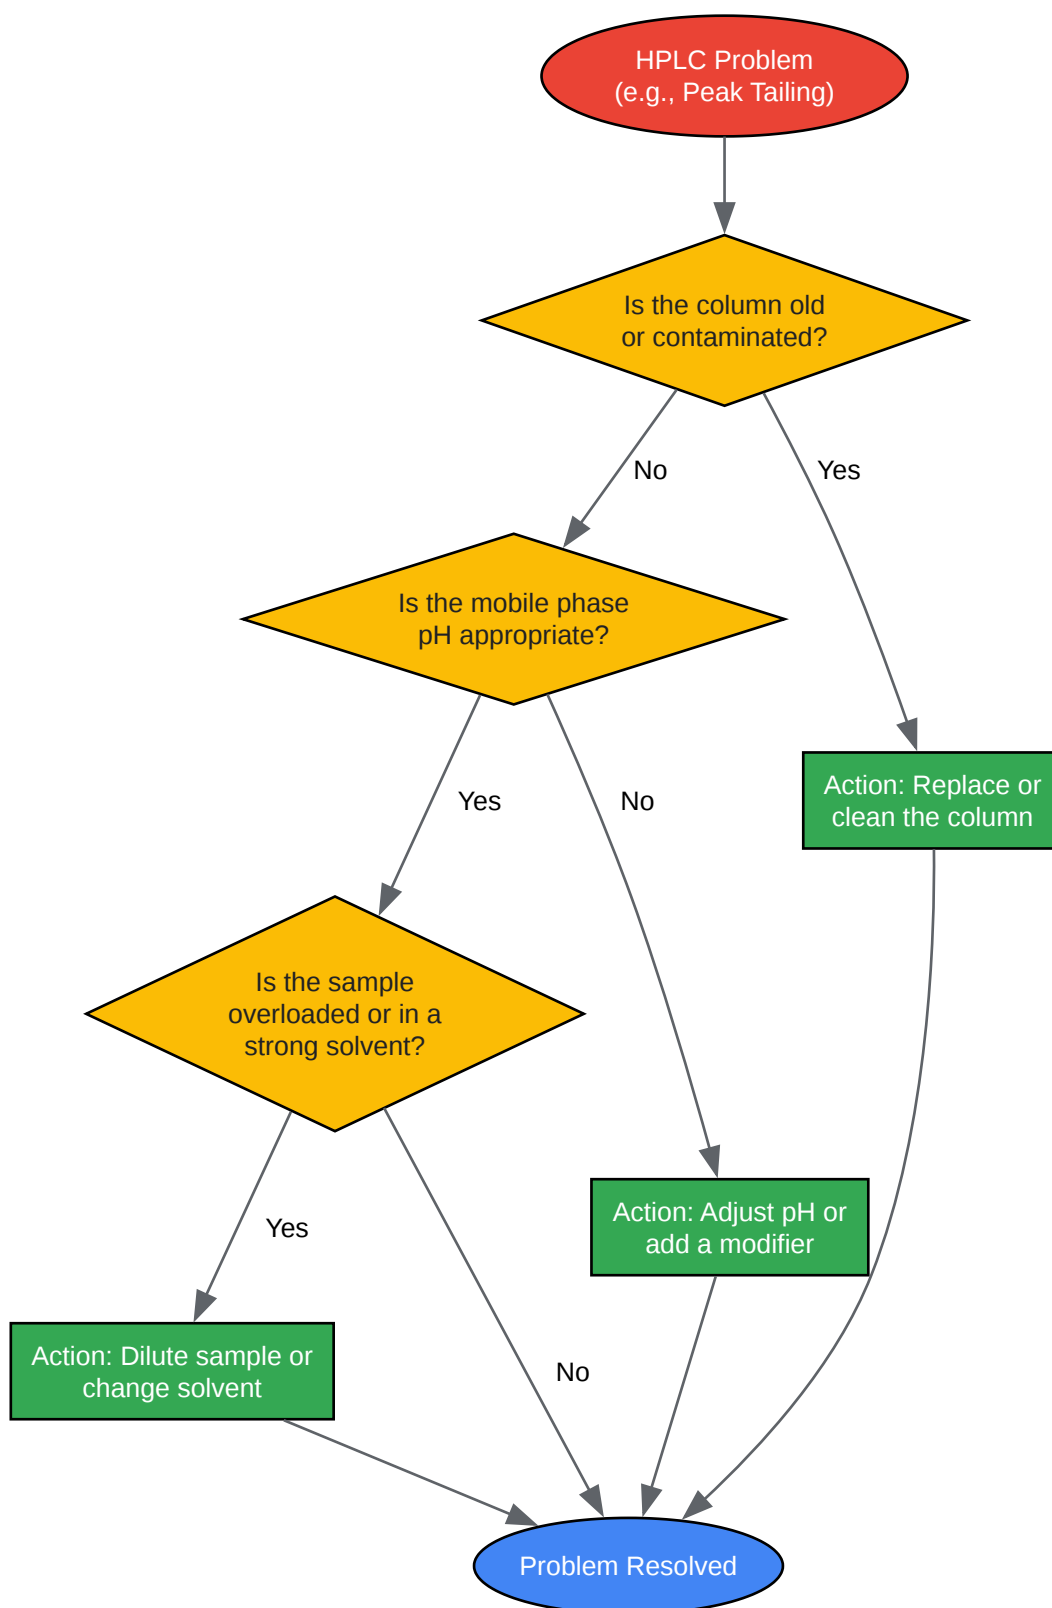 HPLC Problem
(e.g., Peak Tailing)
Is the column old
or contaminated?
No
Yes
Is the mobile phase
pH appropriate?
Action: Replace or
clean the column
Yes
No
Is the sample
overloaded or in a
strong solvent?
Action: Adjust pH or
add a modifier
Yes
Action: Dilute sample or
change solvent
No
Problem Resolved